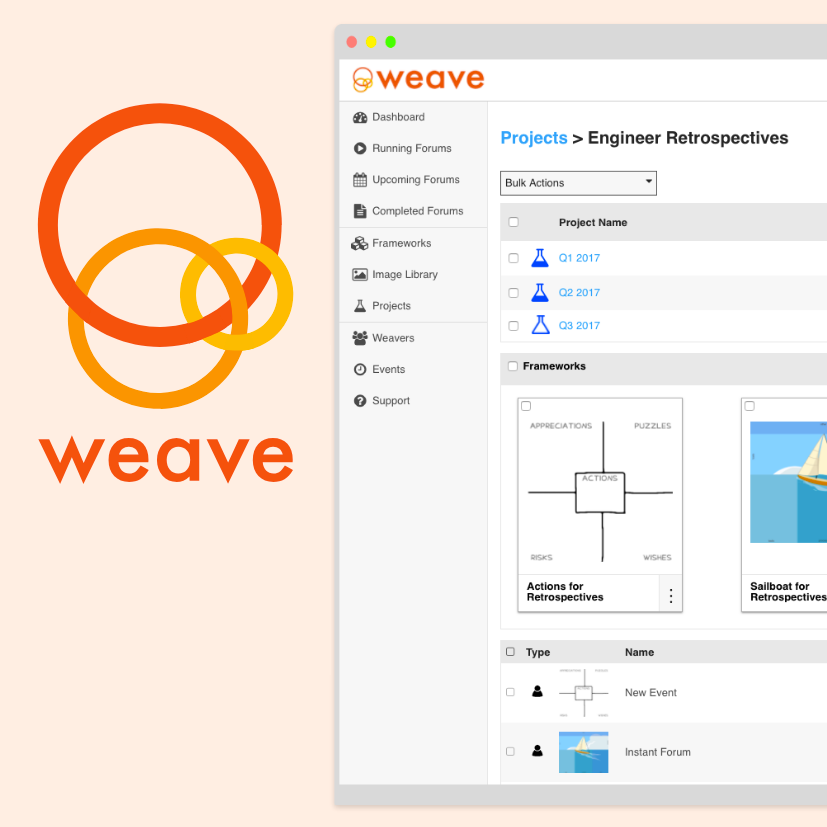 weave
weave
Dashboard
Running Forums
Upcoming Forums
Completed Forums
Frameworks
Image Library
Projects
Weavers
Events
Support
Projects > Engineer Retrospectives
Bulk Actions
Project Name
Q1 2017
Q2 2017
Q3 2017
Frameworks
APPRECIATIONS PUZZLES
ACTIONS
RISKS WISHES
Actions for
Retrospectives
Sailboat for
Retrospectives
Type Name
New Event
Instant Forum